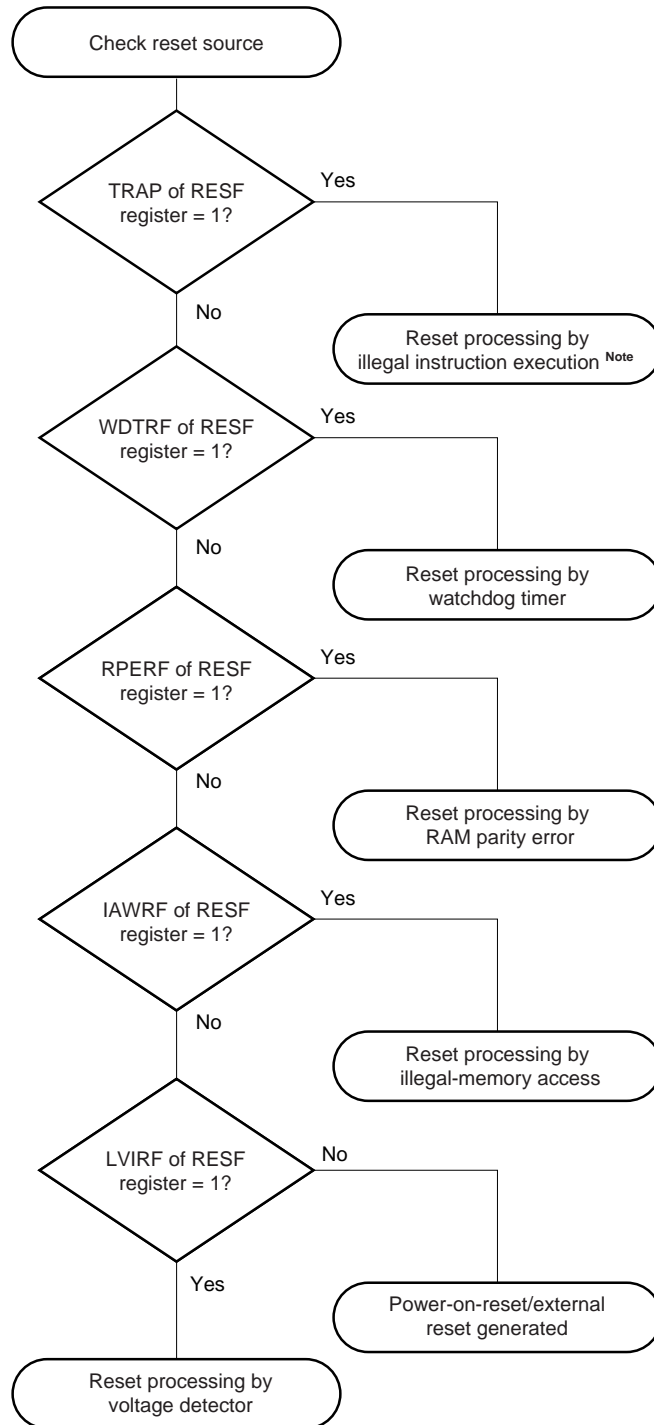 Check reset source
TRAP of RESF
register = 1?
Yes
No
Reset processing by
illegal instruction execution Note
WDTRF of RESF
register = 1?
Yes
No
Reset processing by
watchdog timer
RPERF of RESF
register = 1?
Yes
No
Reset processing by
RAM parity error
IAWRF of RESF
register = 1?
Yes
No
Reset processing by
illegal-memory access
LVIRF of RESF
register = 1?
No
Yes
Power-on-reset/external
reset generated
Reset processing by
voltage detector